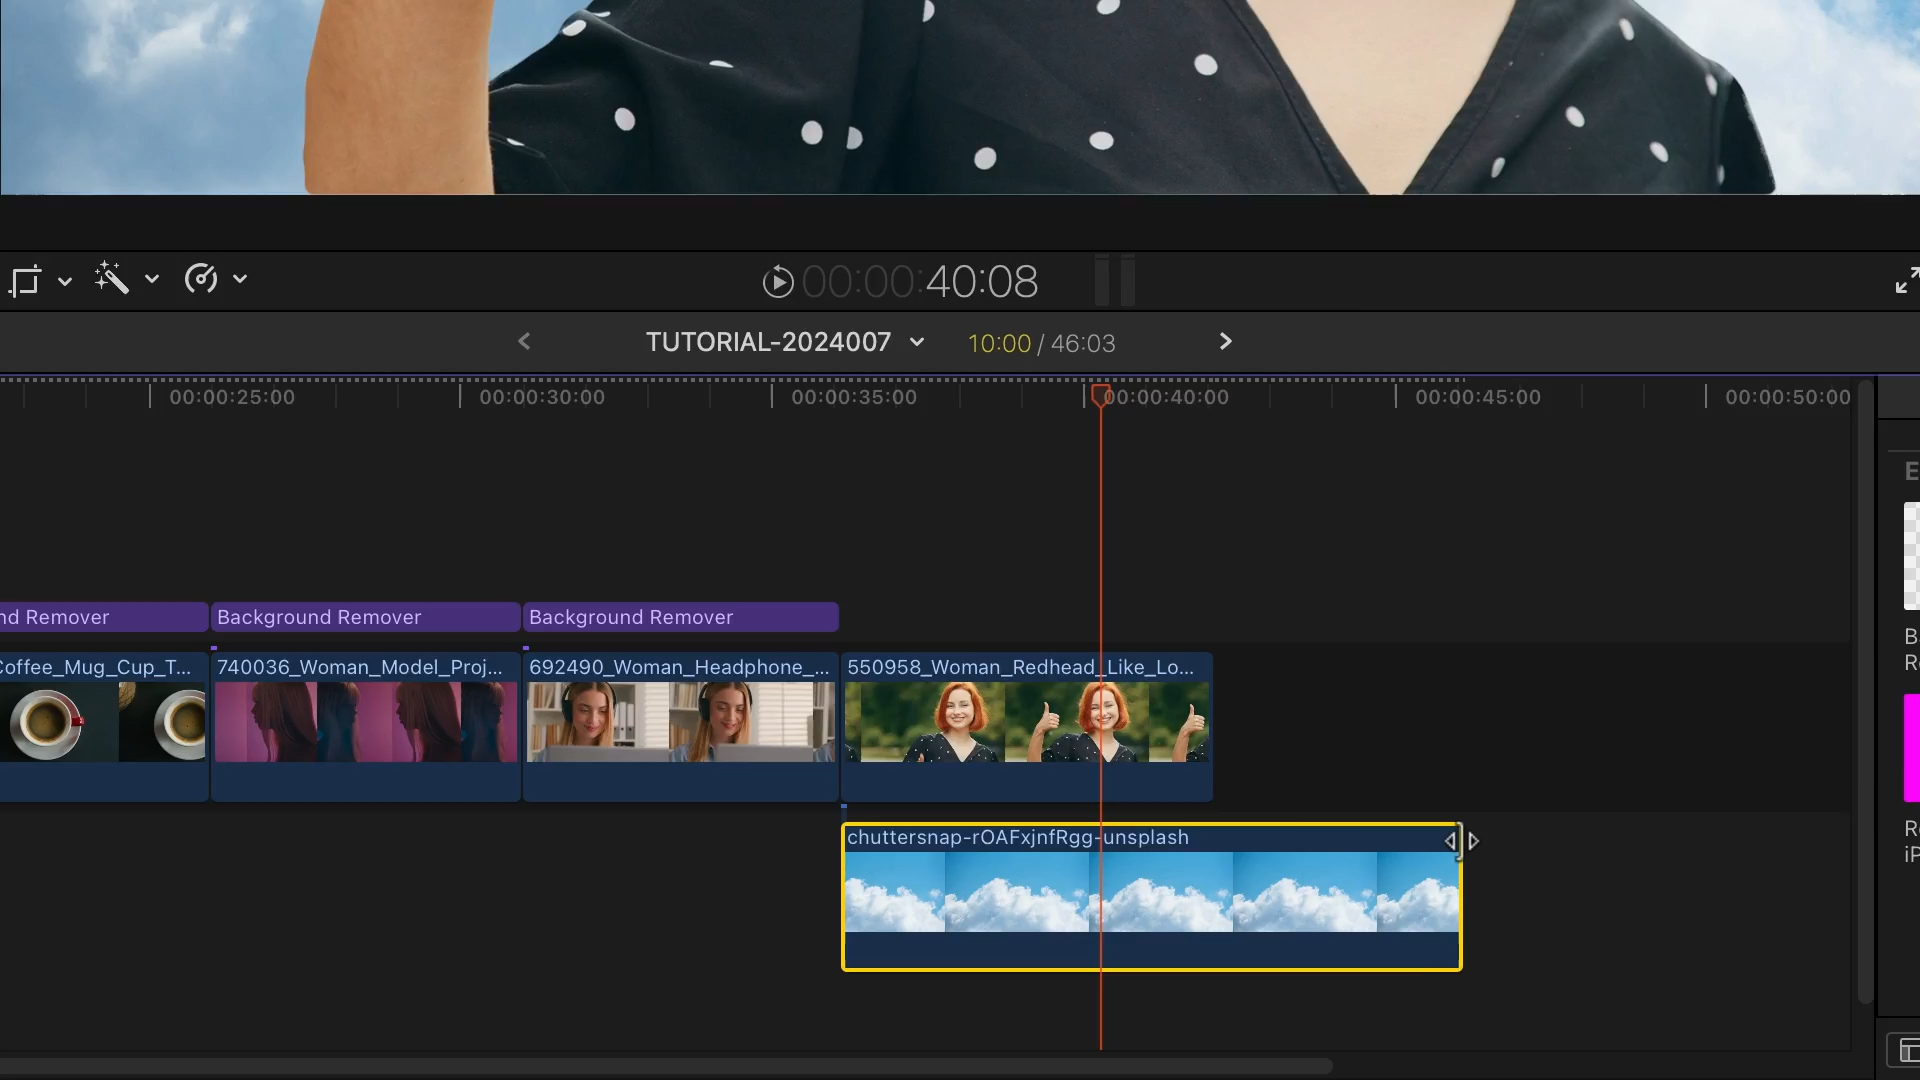 00:00:40:08
TUTORIAL-2024007
10:00 / 46:03
00:00:25:00
00:00:30:00
00:00:35:00
00:00:40:00
00:00:45:00
00:00:50:00
nd Remover
Background Remover
Background Remover
Coffee_Mug_Cup_T...
740036_Woman_Model_Proj...
692490_Woman_Headphone_...
550958_Woman_Redhead_Like_Lo...
chuttersnap-rOAFxjnfRgg-unsplash